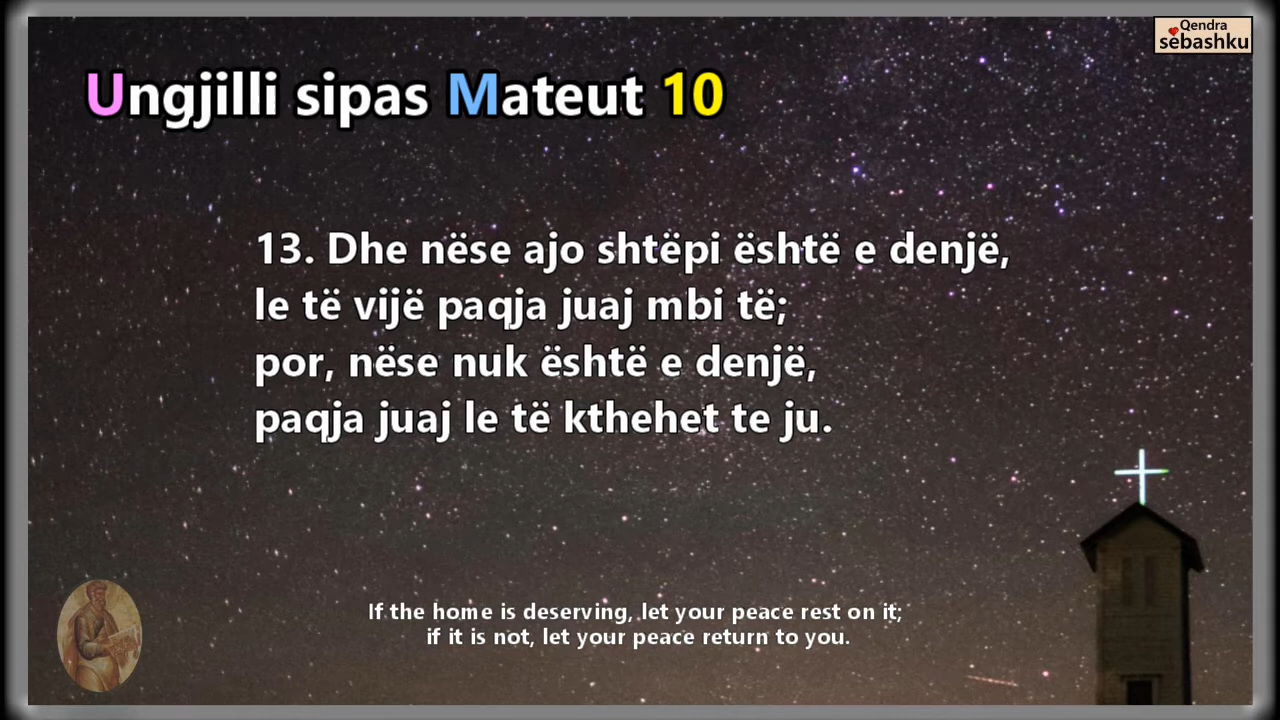 Qendra
sëbashku
Ungjilli sipas Mateut 10
13. Dhe nëse ajo shtëpi është e denjë,
le të vijë paqja juaj mbi të;
por, nëse nuk është e denjë,
paqja juaj le të kthehet te ju.
If the home is deserving, let your peace rest on it;
if it is not, let your peace return to you.